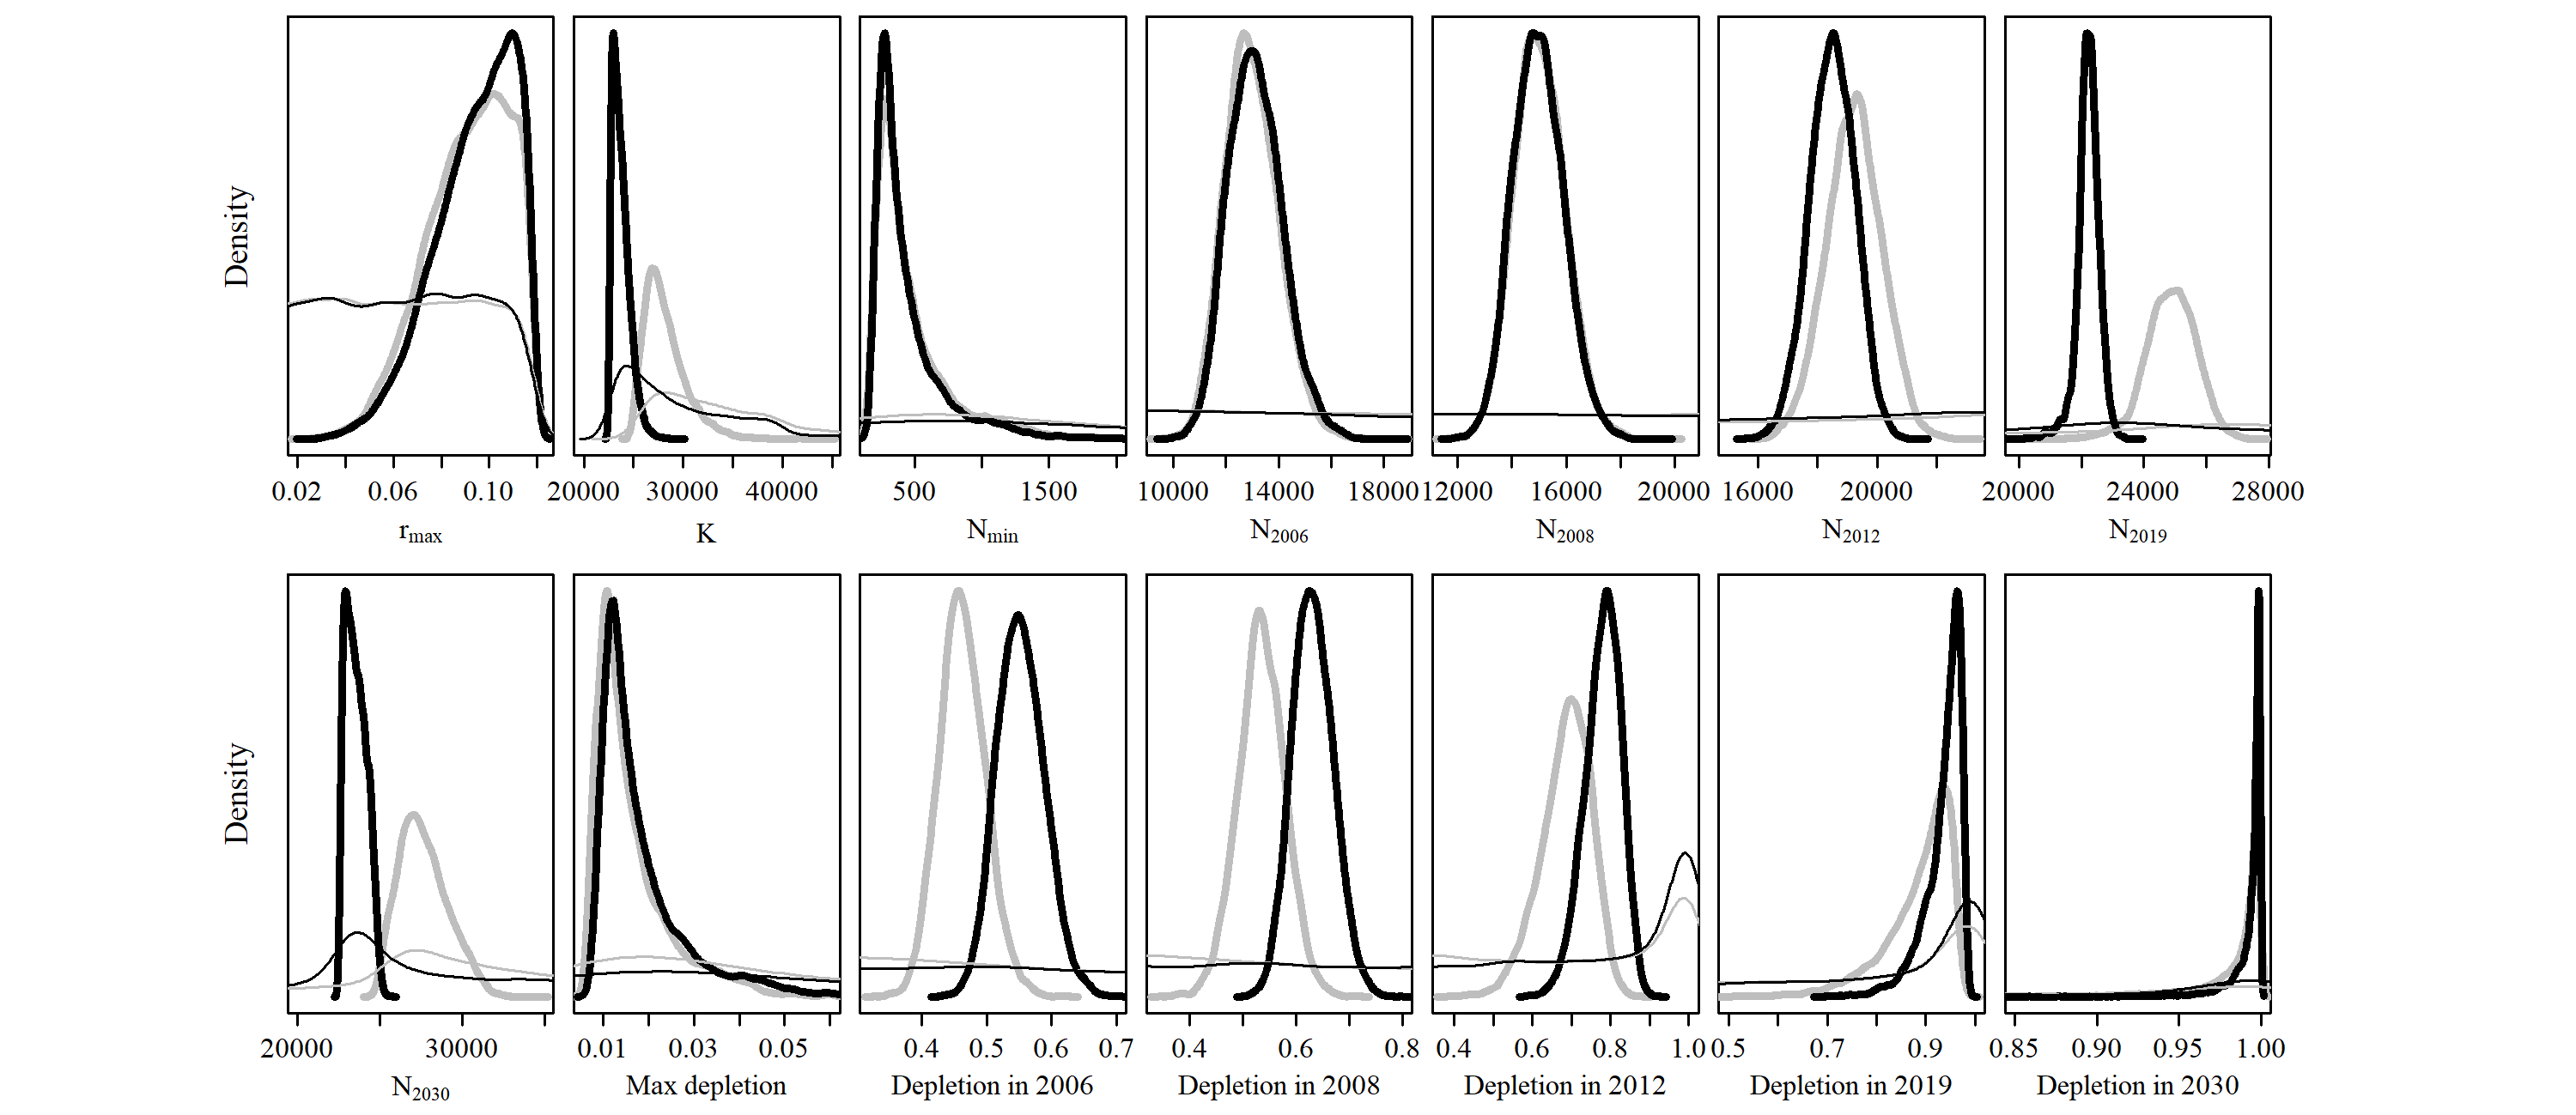 Density
0.02 0.06 0.10 20000 30000 40000 500 1500 10000 14000 18000 12000 16000 20000 16000 20000 20000 24000 28000
rmax K Nmin N2006 N2008 N2012 N2019
Density
20000 30000 0.01 0.03 0.05 0.4 0.5 0.6 0.7 0.4 0.6 0.8 0.4 0.6 0.8 1.0 0.5 0.7 0.9 0.85 0.90 0.95 1.00
N2030 Max depletion Depletion in 2006 Depletion in 2008 Depletion in 2012 Depletion in 2019 Depletion in 2030